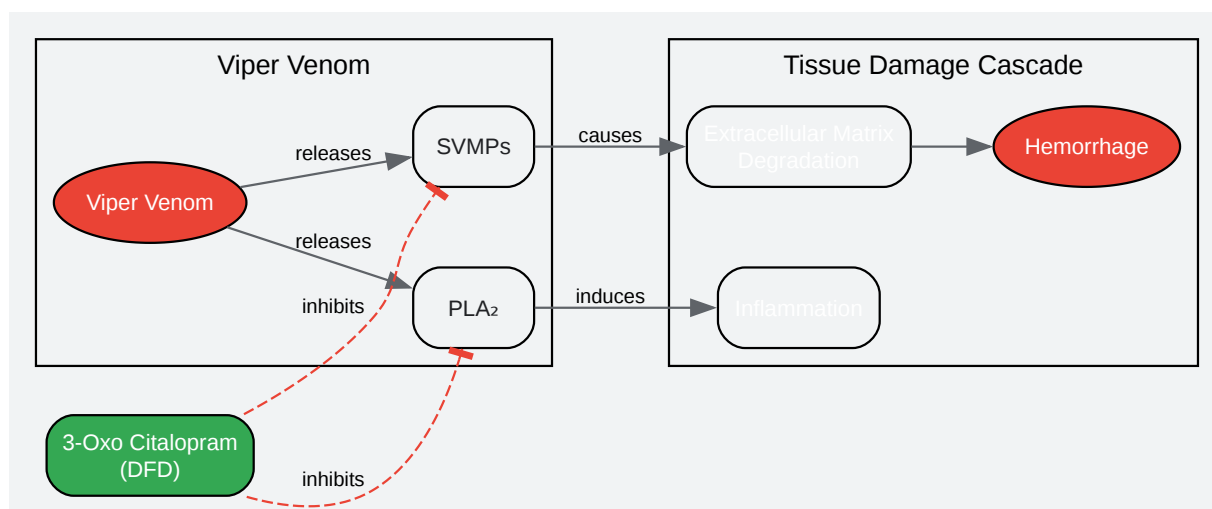 Viper Venom
Tissue Damage Cascade
releases
SVMPs
causes
Extracellular Matrix
Degradation
Hemorrhage
Viper Venom
releases
inhibits
PLA₂
induces
Inflammation
3-Oxo Citalopram
(DFD)
inhibits